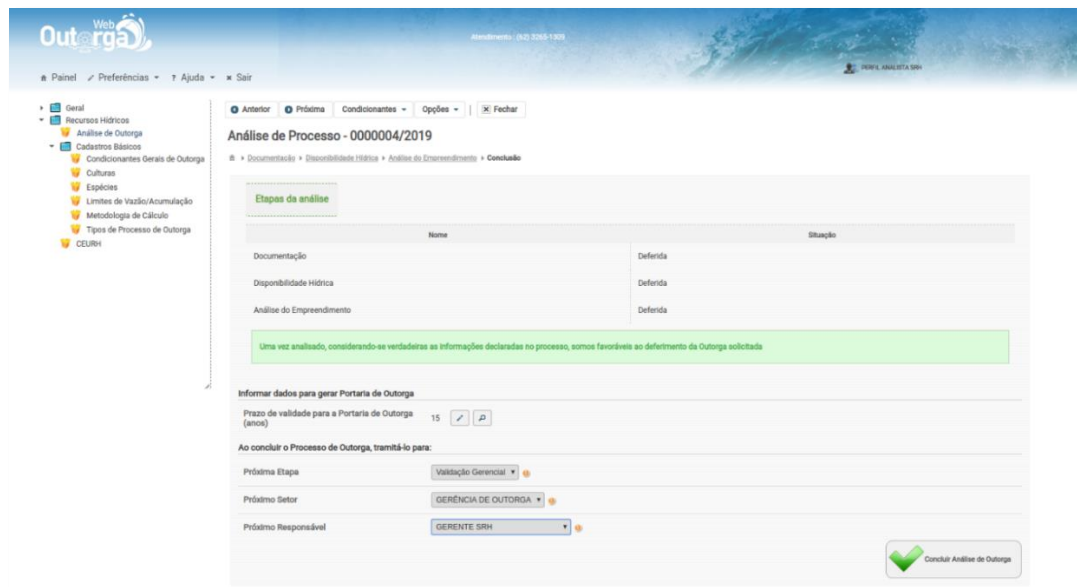 Web
Outorga
Atendimento: (62) 3265-1309
Painel Preferências ? Ajuda Sair
PERFIL ANALISTA SRH
Geral
Recursos Hídricos
Análise de Outorga
Cadastros Básicos
Condicionantes Gerais de Outorga
Culturas
Espécies
Limites de Vazão/Acumulação
Metodologia de Cálculo
Tipos de Processo de Outorga
CEURH
Anterior Próxima Condicionantes Opções | Fechar
Análise de Processo - 0000004/2019
Documentação Disponibilidade Hídrica Análise do Empreendimento Conclusão
Etapas da análise
Nome Situação
Documentação Deferida
Disponibilidade Hídrica Deferida
Análise do Empreendimento Deferida
Uma vez analisado, considerando-se verdadeiras as informações declaradas no processo, somos favoráveis ao deferimento da Outorga solicitada
Informar dados para gerar Portaria de Outorga
Prazo de validade para a Portaria de Outorga
(anos) 15
Ao concluir o Processo de Outorga, tramitá-lo para:
Próxima Etapa Validação Gerencial
Próximo Setor GERÊNCIA DE OUTORGA
Próximo Responsável GERENTE SRH
Concluir Análise de Outorga